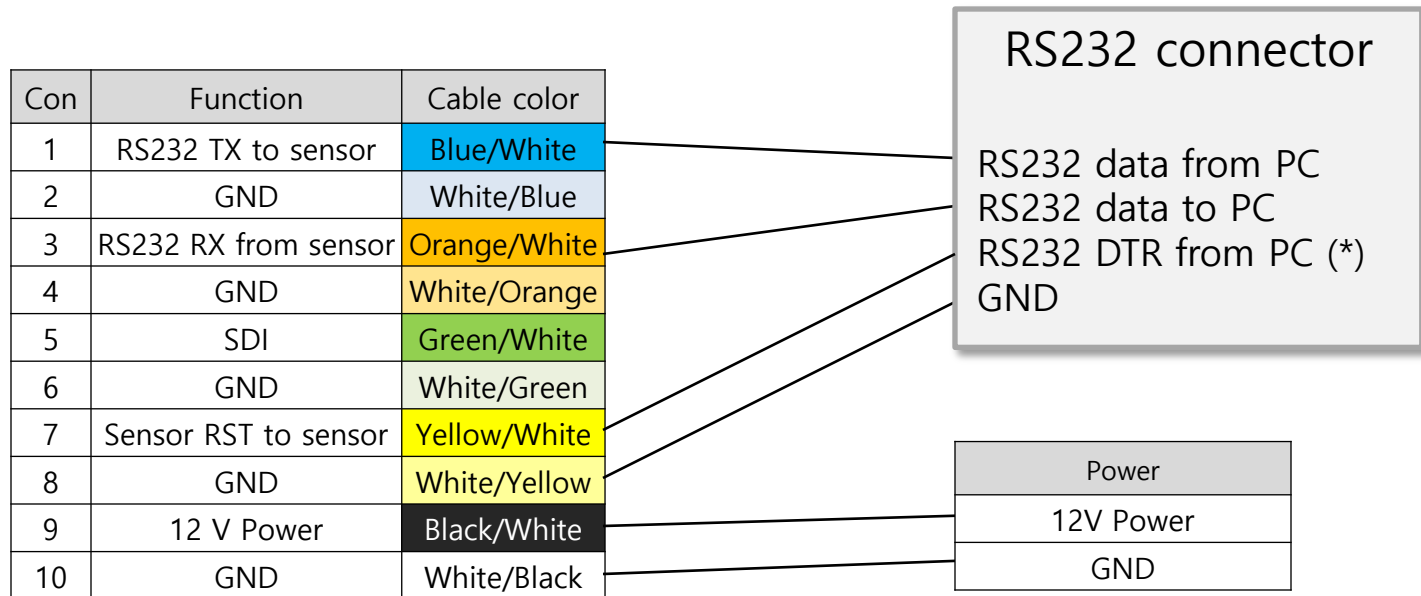 RS232 connector
RS232 data from PC
RS232 data to PC
RS232 DTR from PC (*)
GND
Con Function Cable color
1 RS232 TX to sensor Blue/White
2 GND White/Blue
3 RS232 RX from sensor Orange/White
4 GND White/Orange
5 SDI Green/White
6 GND White/Green
7 Sensor RST to sensor Yellow/White
8 GND White/Yellow
9 12 V Power Black/White
10 GND White/Black
Power
12V Power
GND